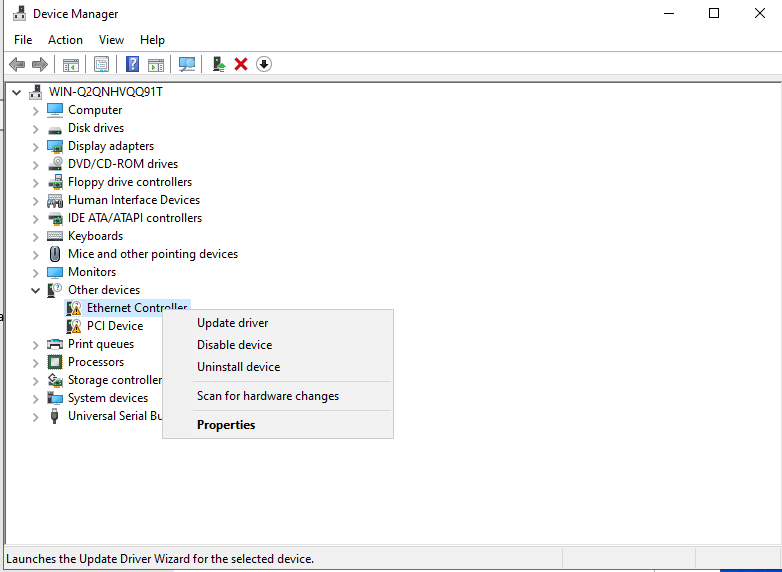 Device Manager
File Action View Help
WIN-Q2QNHVQQ91T
Computer
Disk drives
Display adapters
DVD/CD-ROM drives
Floppy drive controllers
Human Interface Devices
IDE ATA/ATAPI controllers
Keyboards
Mice and other pointing devices
Monitors
Other devices
Ethernet Controller
PCI Device
Print queues
Processors
Storage controller
System devices
Universal Serial Bu
Update driver
Disable device
Uninstall device
Scan for hardware changes
Properties
Launches the Update Driver Wizard for the selected device.